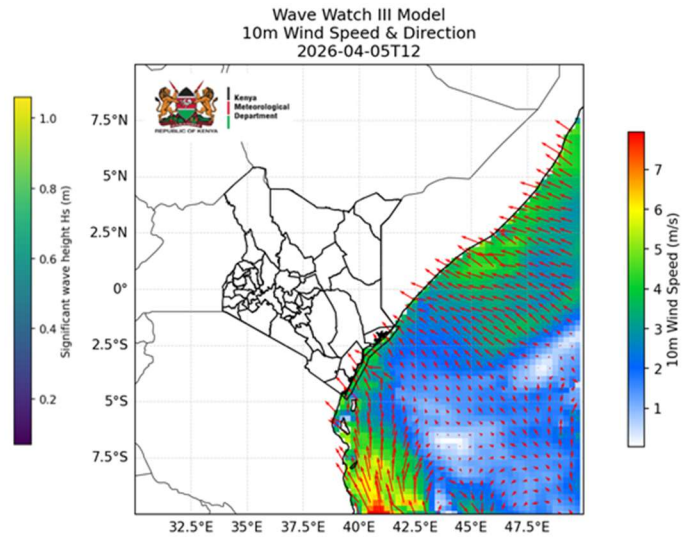 Wave Watch III Model
10m Wind Speed & Direction
2026-04-05T12
Kenya
Meteorological
Department
REPUBLIC OF KENYA
7.5°N
5°N
2.5°N
0°
2.5°S
5°S
7.5°S
32.5°E
35°E
37.5°E
40°E
42.5°E
45°E
47.5°E
1.0
0.8
0.6
0.4
0.2
Significant wave height Hs (m)
7
6
5
4
3
2
1
10m Wind Speed (m/s)